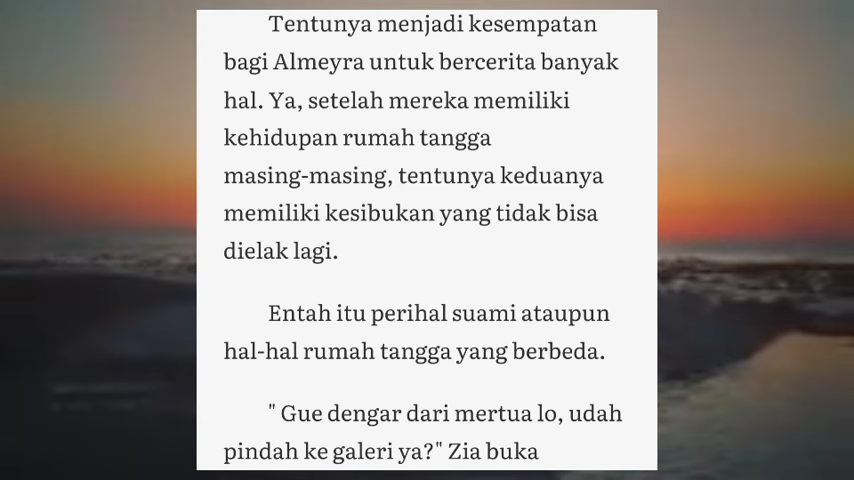 Tentunya menjadi kesempatan
bagi Almeyra untuk bercerita banyak
hal. Ya, setelah mereka memiliki
kehidupan rumah tangga
masing-masing, tentunya keduanya
memiliki kesibukan yang tidak bisa
dielak lagi.
Entah itu perihal suami ataupun
hal-hal rumah tangga yang berbeda.
" Gue dengar dari mertua lo, udah
pindah ke galeri ya?" Zia buka